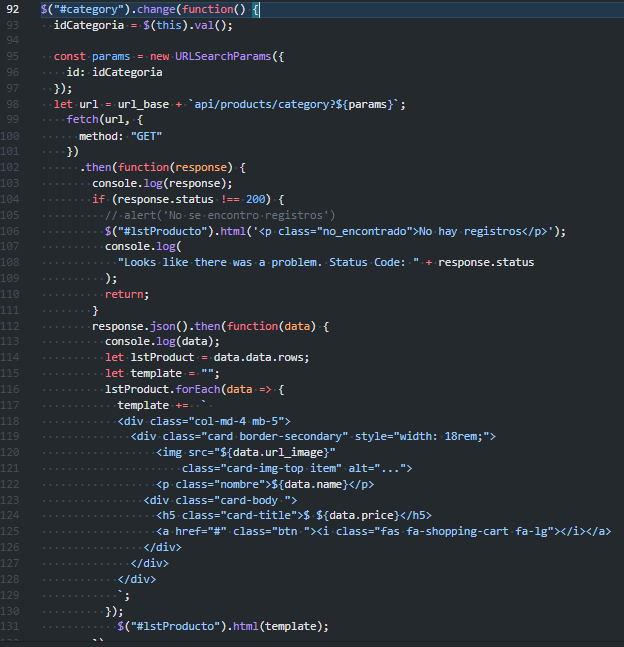 92 $("#category").change(function() {
93 idCategoria = $(this).val();
94
95 const params = new URLSearchParams({
96 id: idCategoria
97 });
98 let url = url_base + `api/products/category?${params}`;
99 fetch(url, {
100 method: "GET"
101 })
102 .then(function(response) {
103 console.log(response);
104 if (response.status !== 200) {
105 // alert('No se encontro registros')
106 $("#lstProducto").html('<p class="no_encontrado">No hay registros</p>');
107 console.log(
108 "Looks like there was a problem. Status Code: " + response.status
109 );
110 return;
111 }
112 response.json().then(function(data) {
113 console.log(data);
114 let lstProduct = data.data.rows;
115 let template = "";
116 lstProduct.forEach(data => {
117 template += `
118 <div class="col-md-4 mb-5">
119 <div class="card border-secondary" style="width: 18rem;">
120 <img src="${data.url_image}"
121 class="card-img-top item" alt="...">
122 <p class="nombre">${data.name}</p>
123 <div class="card-body ">
124 <h5 class="card-title">$ ${data.price}</h5>
125 <a href="#" class="btn "><i class="fas fa-shopping-cart fa-lg"></i></a>
126 </div>
127 </div>
128 </div>
129 `;
130 });
131 $("#lstProducto").html(template);